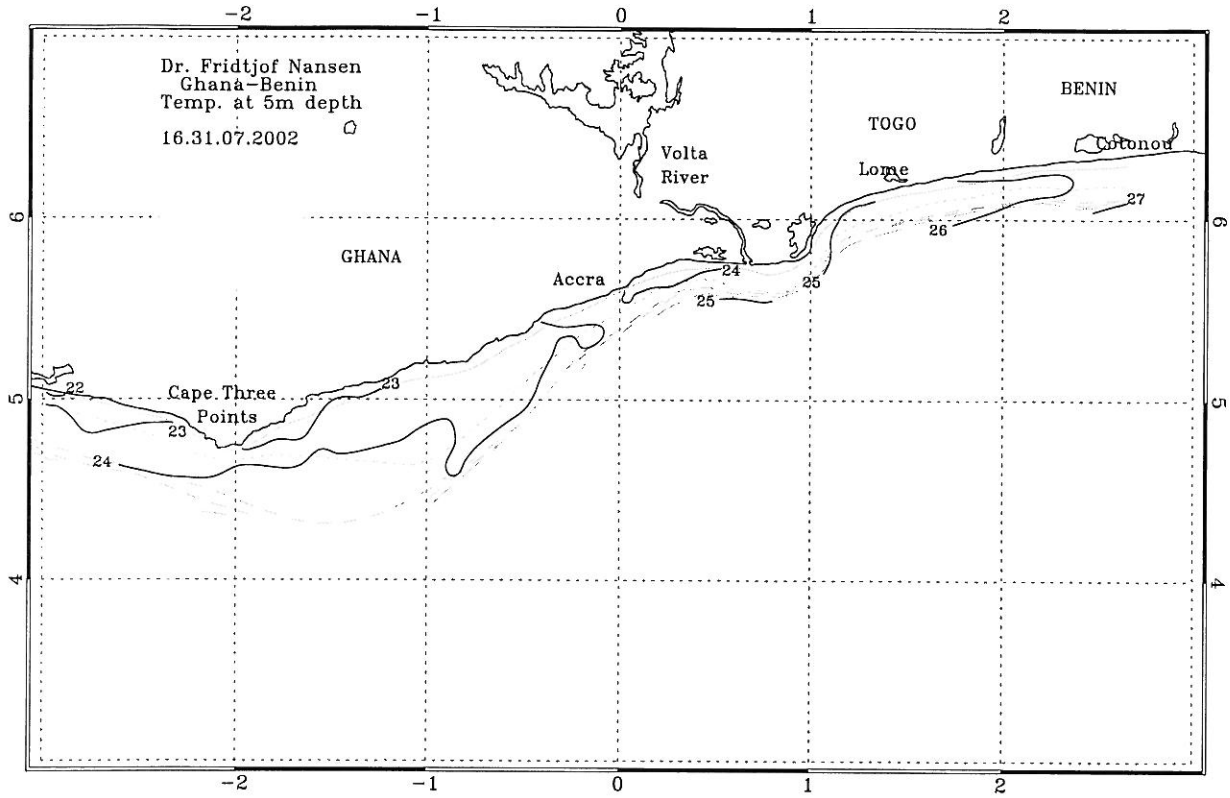 -2 -1 0 1 2
Dr. Fridtjof Nansen
Ghana-Benin
Temp. at 5m depth
16.31.07.2002
BENIN
TOGO
Cotonou
Volta
River
Lome
27
6
26
6
GHANA
24
Accra
25
25
23
22
Cape Three
Points
5
5
23
24
4
4
-2 -1 0 1 2